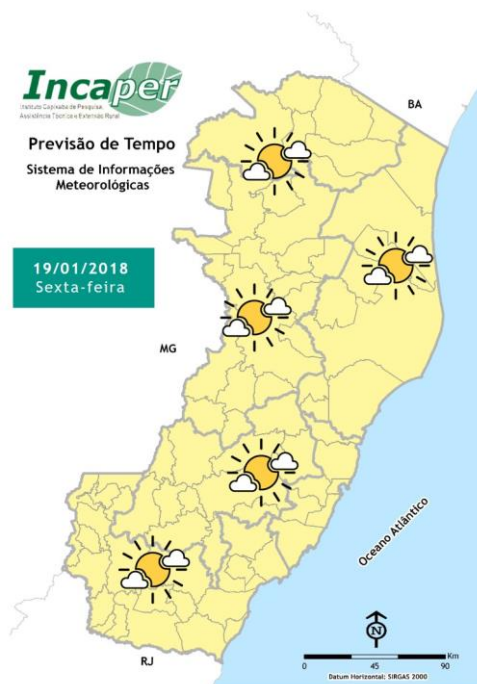 Incaper
Instituto Capixaba de Pesquisa,
Assistência Técnica e Extensão Rural
BA
Previsão de Tempo
Sistema de Informações
Meteorológicas
19/01/2018
Sexta-feira
MG
Oceano Atlântico
N
RJ
Km
0 45 90
Datum Horizontal: SIRGAS 2000